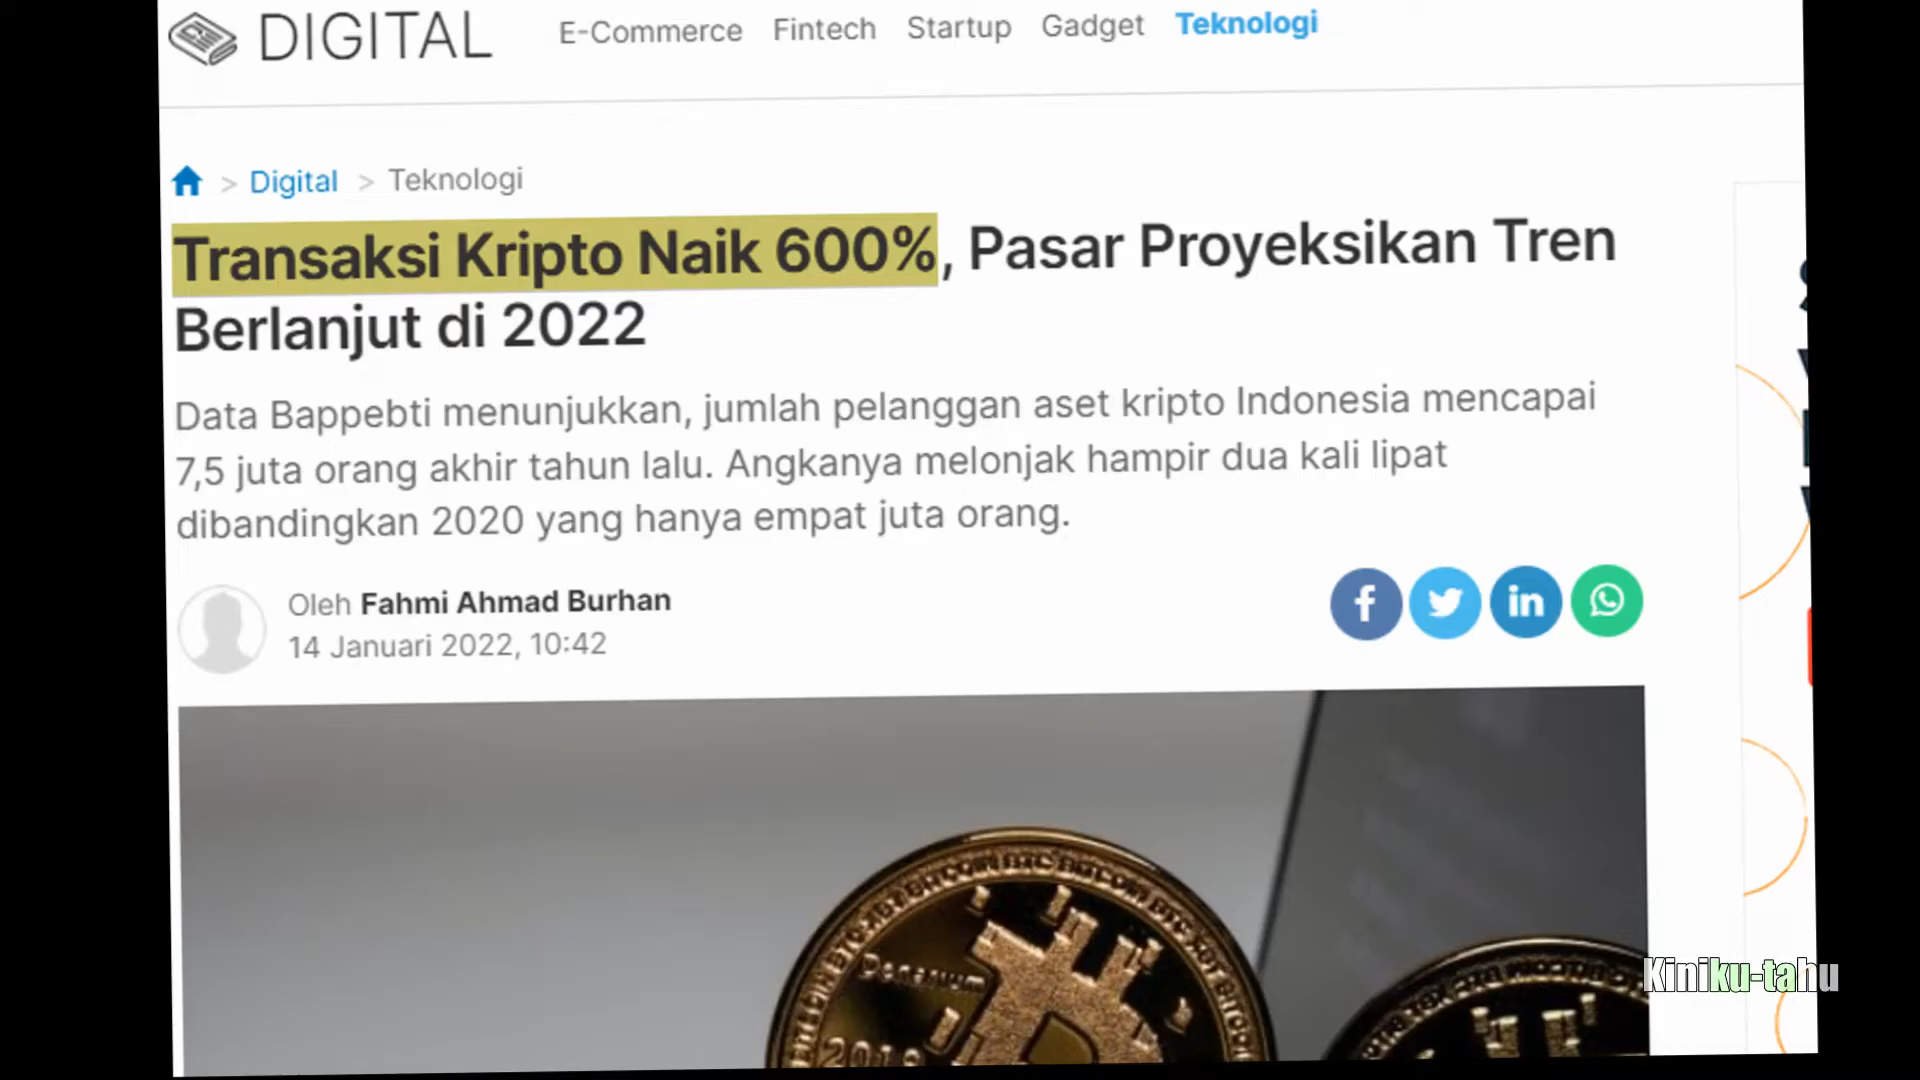 DIGITAL
E-Commerce Fintech Startup Gadget Teknologi
> Digital > Teknologi
Transaksi Kripto Naik 600%, Pasar Proyeksikan Tren
Berlanjut di 2022
Data Bappebti menunjukkan, jumlah pelanggan aset kripto Indonesia mencapai
7,5 juta orang akhir tahun lalu. Angkanya melonjak hampir dua kali lipat
dibandingkan 2020 yang hanya empat juta orang.
Oleh Fahmi Ahmad Burhan
14 Januari 2022, 10:42
Kiniku-tahu